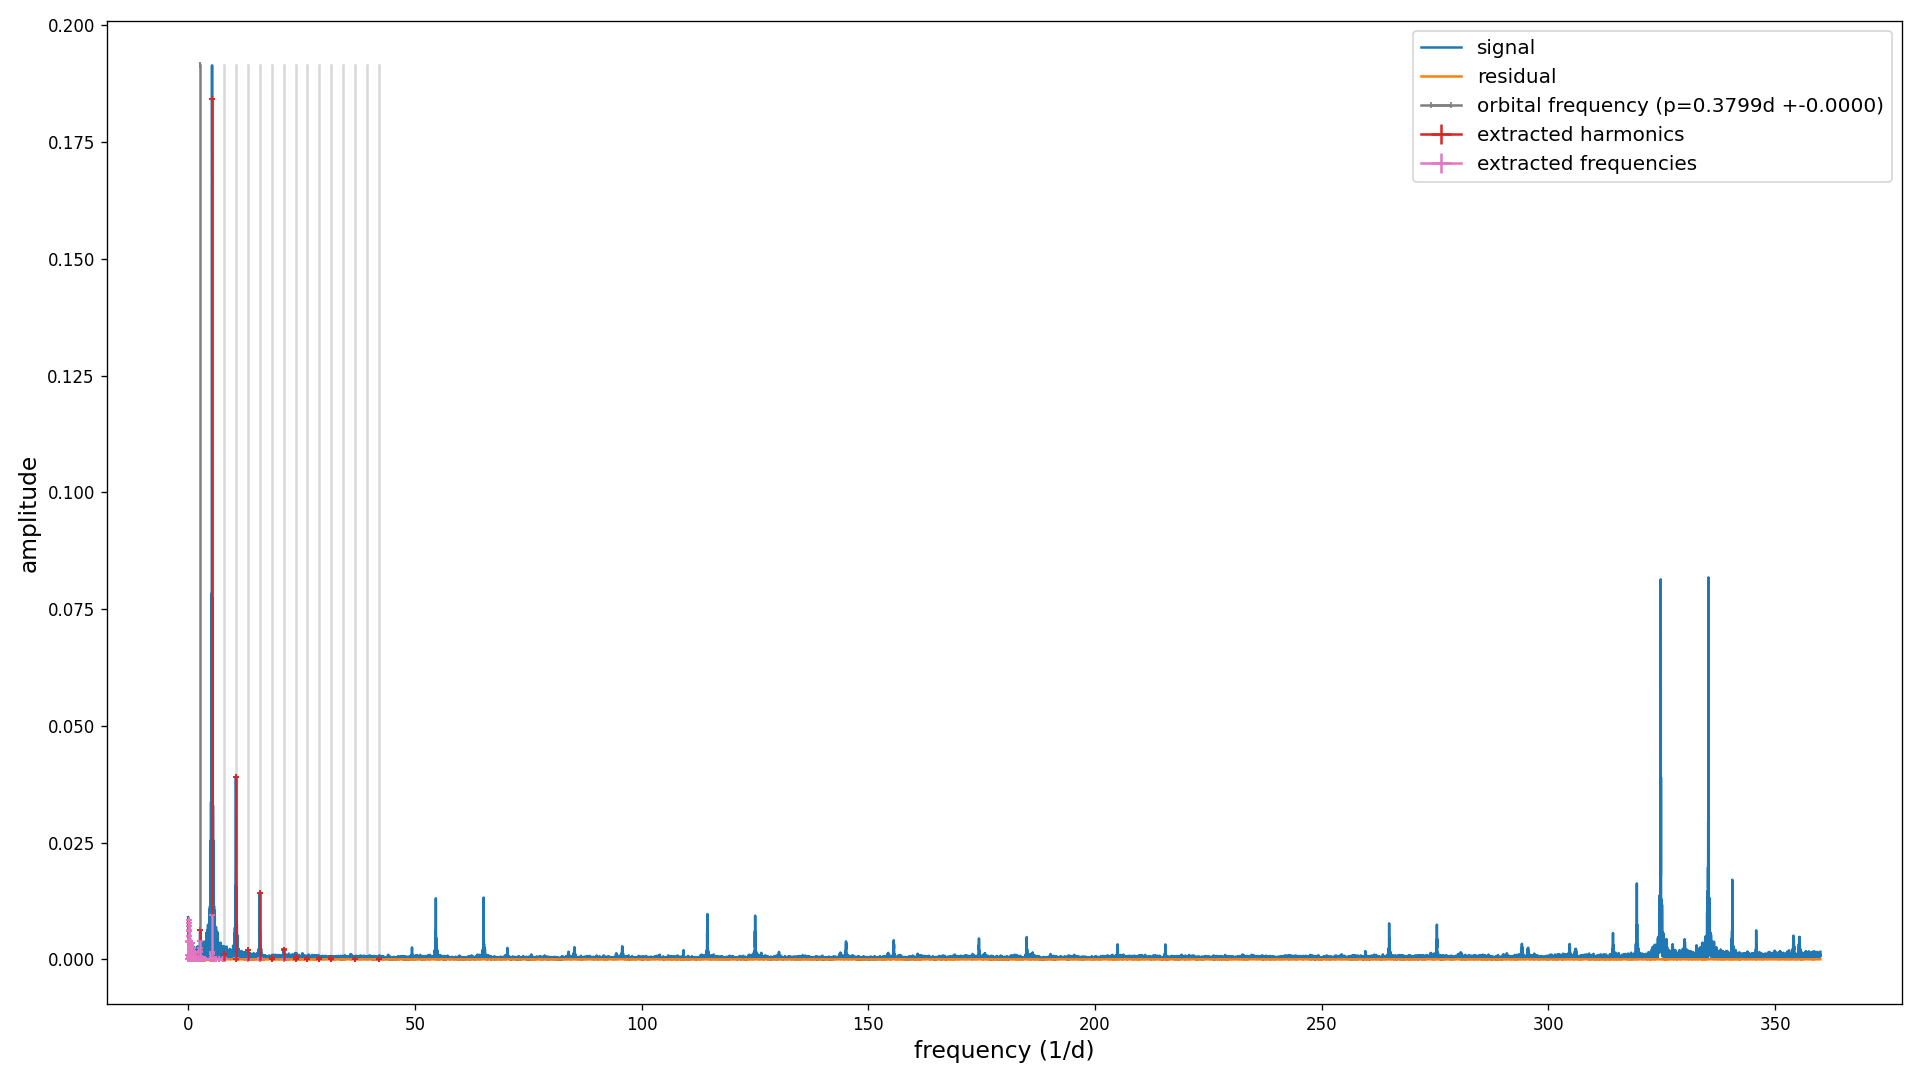 0.200
0.175
0.150
0.125
0.100
0.075
0.050
0.025
0.000
amplitude
0 50 100 150 200 250 300 350
frequency (1/d)
signal
residual
orbital frequency (p=0.3799d +-0.0000)
extracted harmonics
extracted frequencies